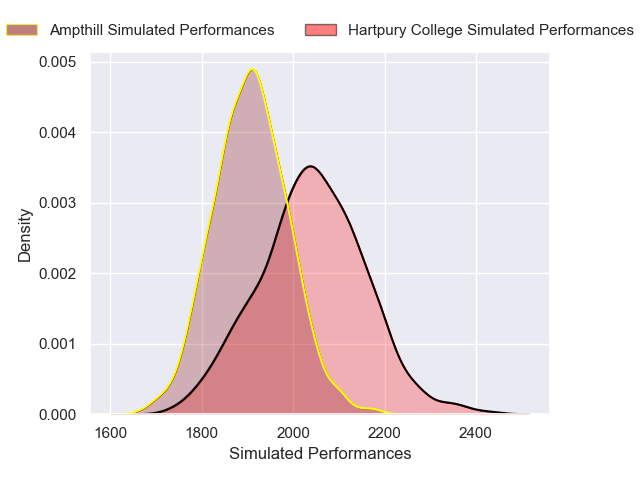 Ampthill Simulated Performances Hartpury College Simulated Performances
0.005
0.004
0.003
0.002
0.001
0.000
Density
1600 1800 2000 2200 2400
Simulated Performances